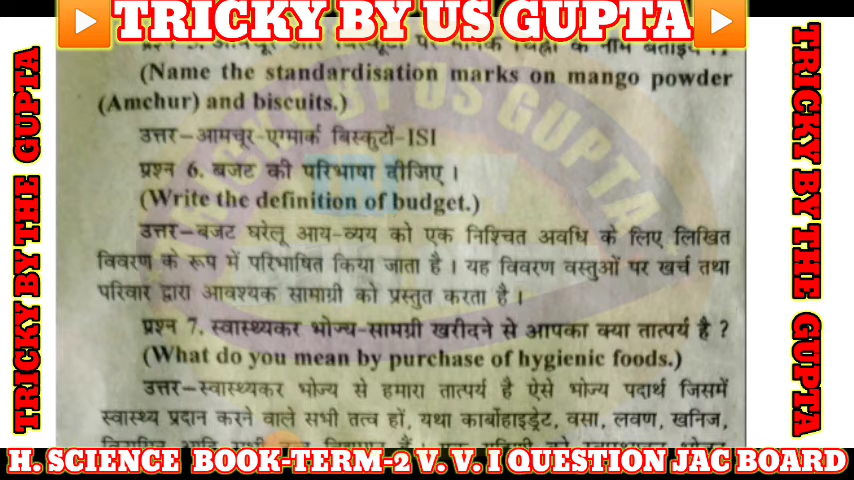 TRICKY BY US GUPTA
TRICKY BY THE GUPTA
TRICKY BY THE GUPTA
(Name the standardisation marks on mango powder
(Amchur) and biscuits.)
उत्तर–आमचूर-एग्मार्क बिस्कुटों-ISI
प्रश्न 6. बजट की परिभाषा दीजिए ।
(Write the definition of budget.)
उत्तर–बजट घरेलू आय-व्यय को एक निश्चित अवधि के लिए लिखित
विवरण के रूप में परिभाषित किया जाता है । यह विवरण वस्तुओं पर खर्च तथा
परिवार द्वारा आवश्यक सामाग्री को प्रस्तुत करता है ।
प्रश्न 7. स्वास्थ्यकर भोज्य-सामग्री खरीदने से आपका क्या तात्पर्य है ?
(What do you mean by purchase of hygienic foods.)
उत्तर–स्वास्थ्यकर भोज्य से हमारा तात्पर्य है ऐसे भोज्य पदार्थ जिसमें
स्वास्थ्य प्रदान करने वाले सभी तत्व हों, यथा कार्बोहाइड्रेट, वसा, लवण, खनिज,
TRICKY BY US GUPTA
H. SCIENCE BOOK-TERM-2 V. V. I QUESTION JAC BOARD